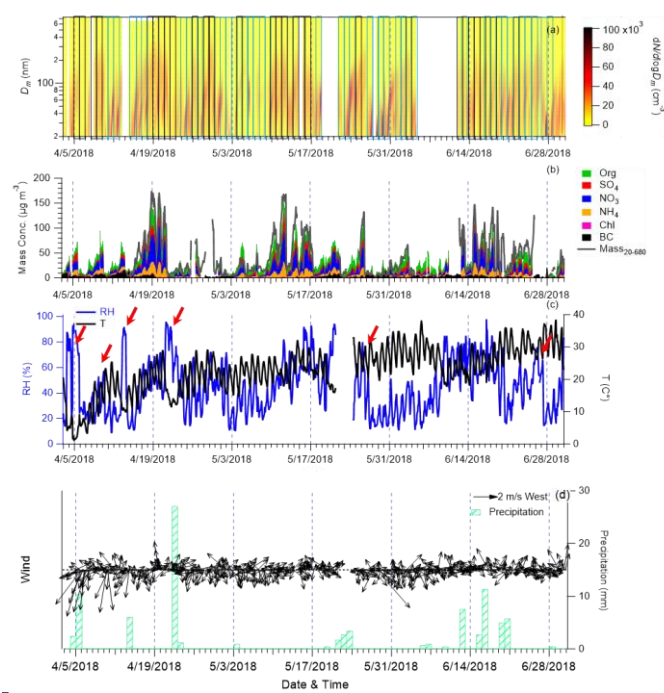 (a)
6
4
2
100
8
6
4
2
Dm (nm)
4/5/2018 4/19/2018 5/3/2018 5/17/2018 5/31/2018 6/14/2018 6/28/2018
100 x10³
80
60
40
20
0
dN/dlogDm (cm⁻³)
(b)
200
150
100
50
0
Mass Conc. (µg m⁻³)
4/5/2018 4/19/2018 5/3/2018 5/17/2018 5/31/2018 6/14/2018 6/28/2018
Org
SO₄
NO₃
NH₄
Chl
BC
Mass₂₀₋₆₈₀
(c)
RH
T
100
80
60
40
20
0
RH (%)
40
30
20
10
0
T (C°)
4/5/2018 4/19/2018 5/3/2018 5/17/2018 5/31/2018 6/14/2018 6/28/2018
2 m/s West (d)
Precipitation
Wind
30
20
10
0
Precipitation (mm)
4/5/2018 4/19/2018 5/3/2018 5/17/2018 5/31/2018 6/14/2018 6/28/2018
Date & Time